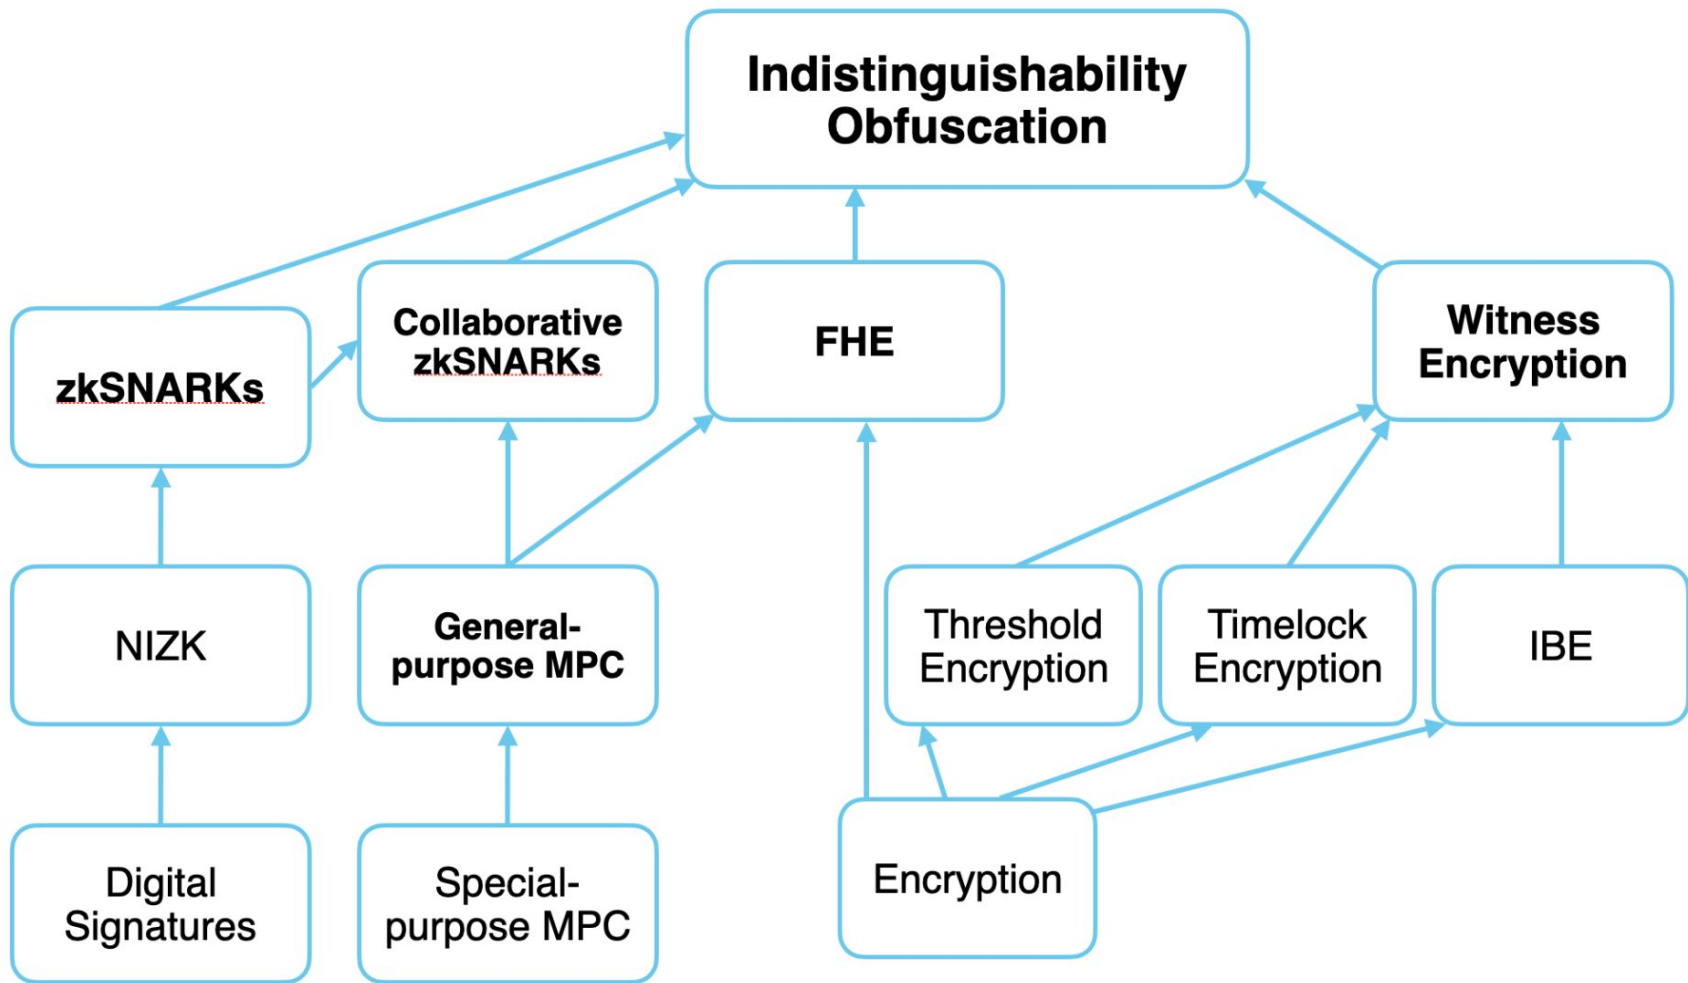 Indistinguishability
Obfuscation
zkSNARKs
Collaborative
zkSNARKs
FHE
Witness
Encryption
NIZK
General-
purpose MPC
Threshold
Encryption
Timelock
Encryption
IBE
Digital
Signatures
Special-
purpose MPC
Encryption